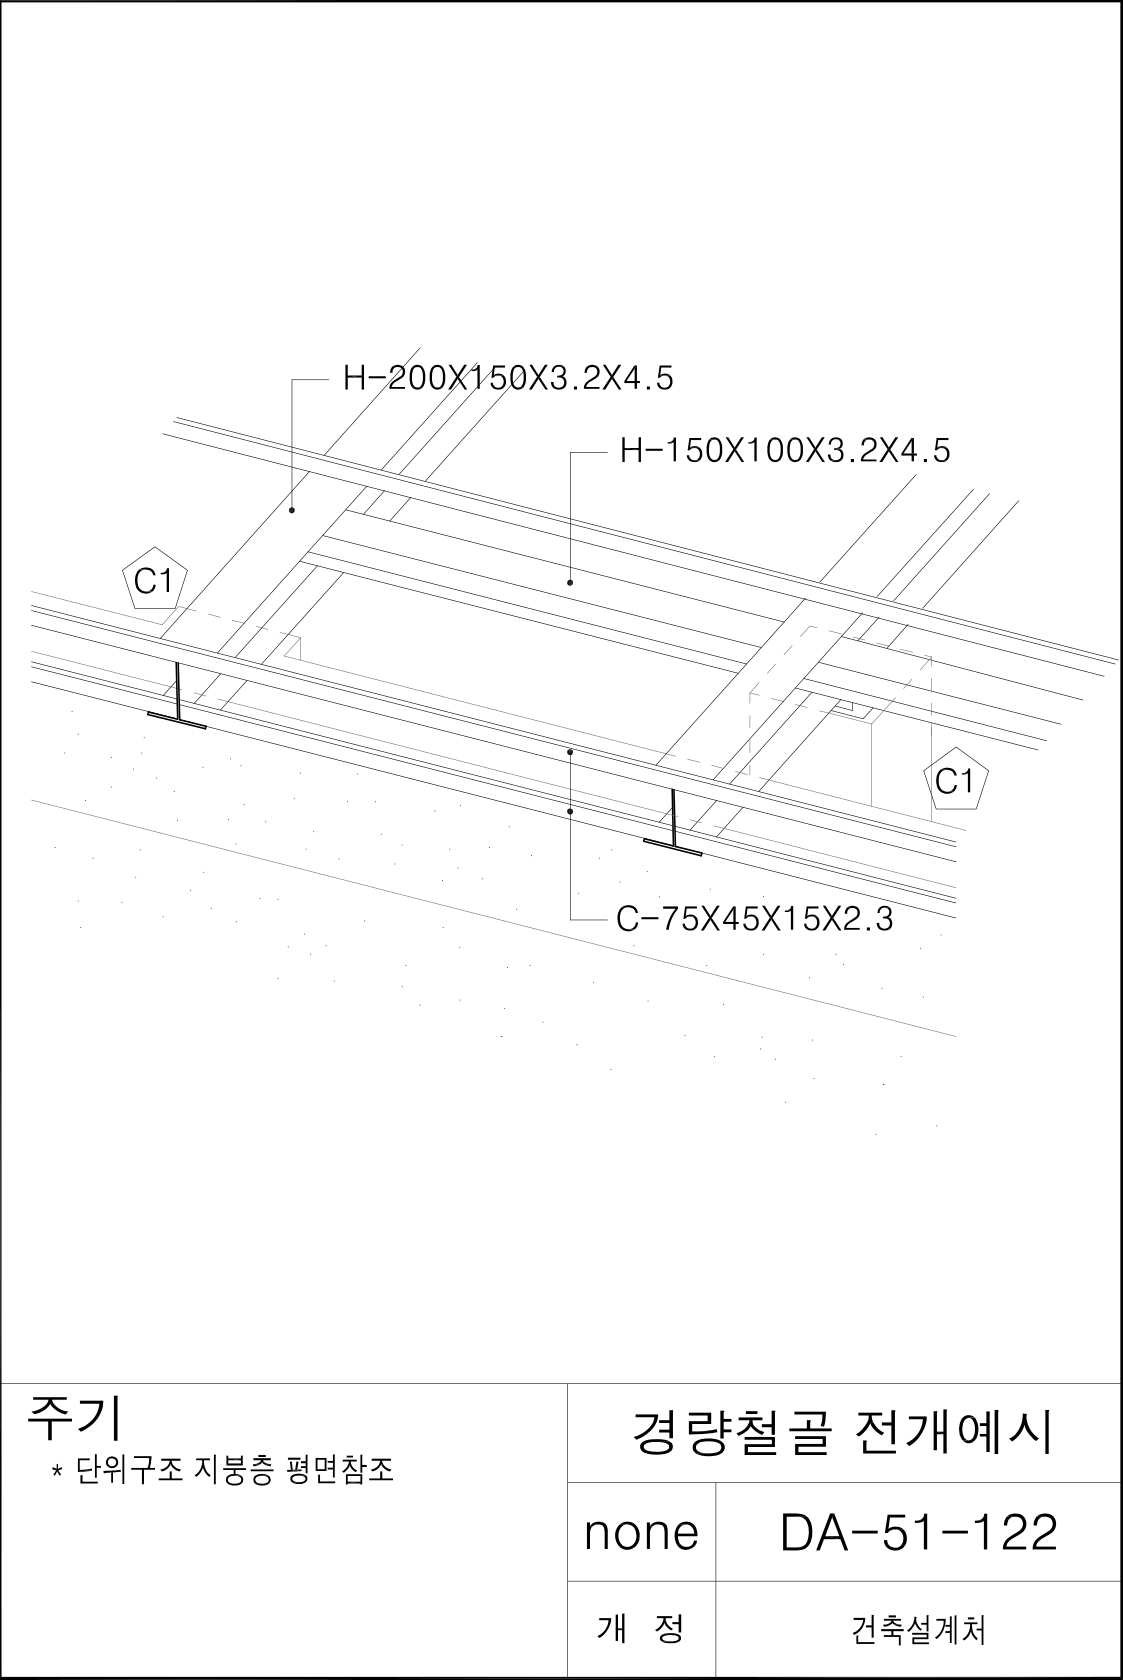 H-200X150X3.2X4.5
H-150X100X3.2X4.5
C1
C1
C-75X45X15X2.3
주기
* 단위구조 지붕층 평면참조
경량철골 전개예시
none
DA-51-122
개 정
건축설계처